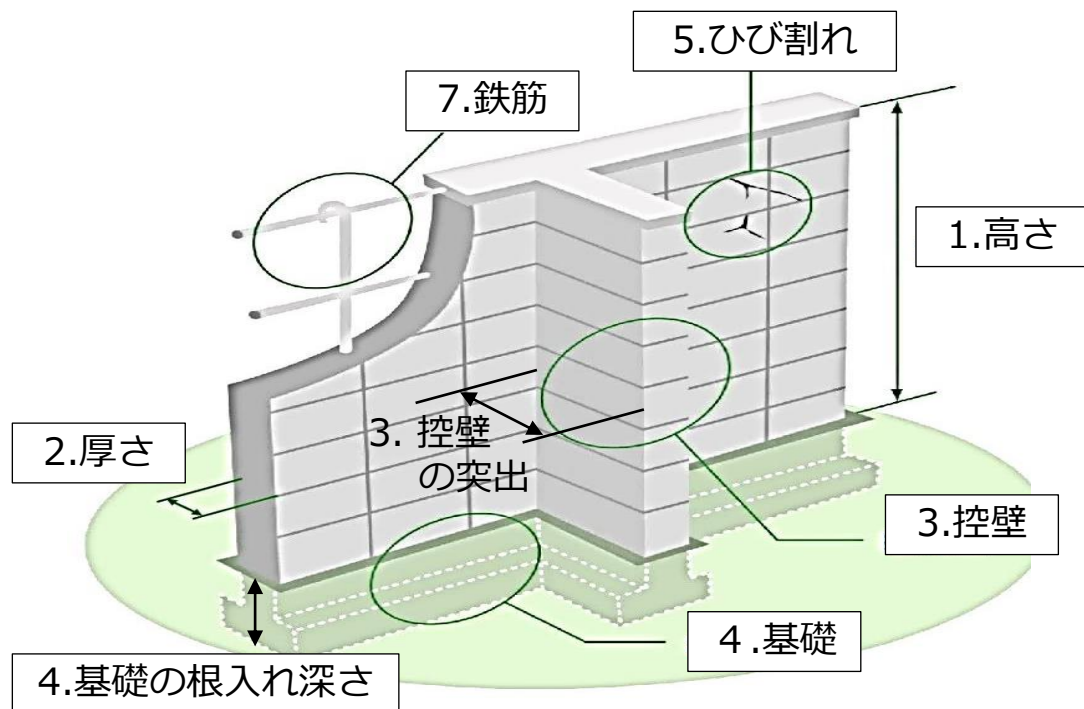 5.ひび割れ
7.鉄筋
1.高さ
2.厚さ
3. 控壁
の突出
3.控壁
４.基礎
4.基礎の根入れ深さ